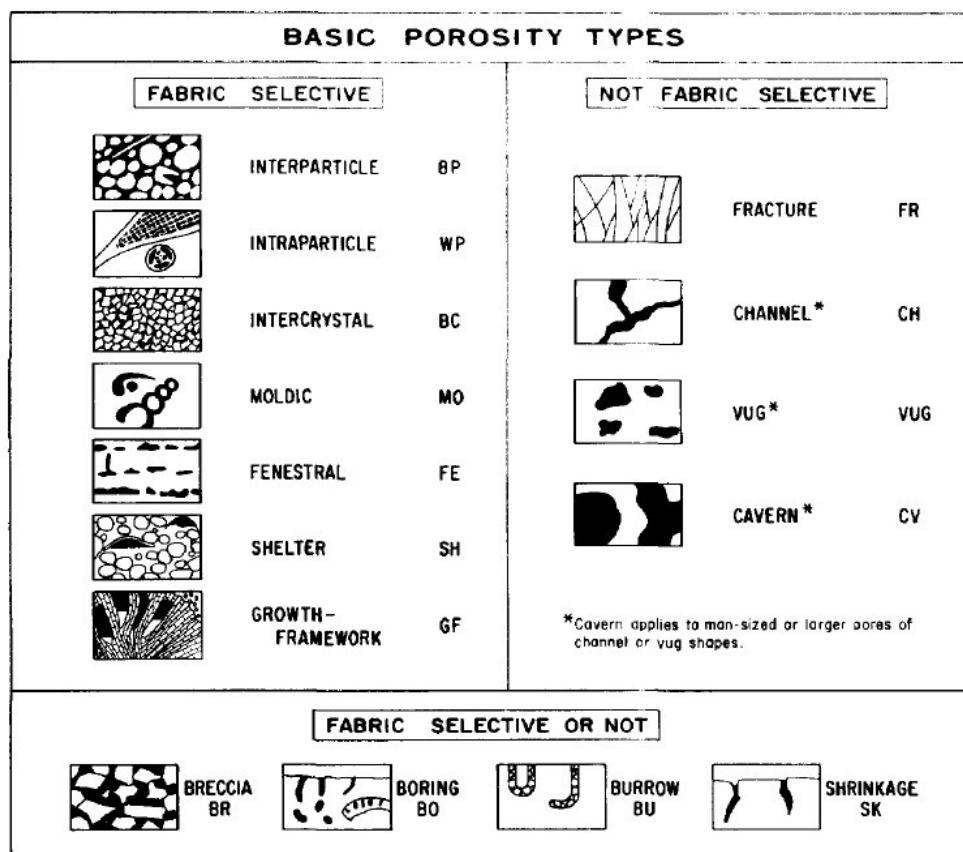 BASIC POROSITY TYPES
FABRIC SELECTIVE
INTERPARTICLE BP
INTRAPARTICLE WP
INTERCRYSTAL BC
MOLDIC MO
FENESTRAL FE
SHELTER SH
GROWTH-
FRAMEWORK GF
NOT FABRIC SELECTIVE
FRACTURE FR
CHANNEL* CH
VUG* VUG
CAVERN* CV
*Cavern applies to man-sized or larger pores of
channel or vug shapes.
FABRIC SELECTIVE OR NOT
BRECCIA
BR
BORING
BO
BURROW
BU
SHRINKAGE
SK